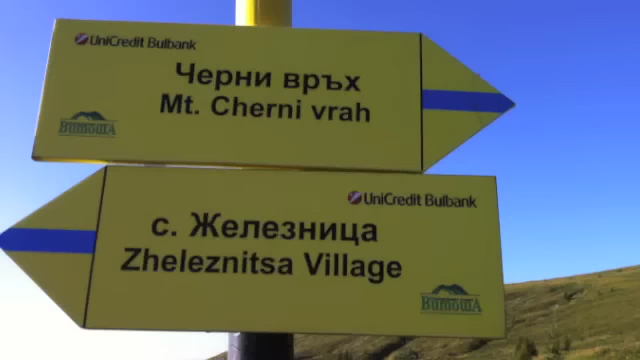 UniCredit Bulbank
Черни връх
Mt. Cherni vrah
Витоша
UniCredit Bulbank
с. Железница
Zheleznitsa Village
Витоша